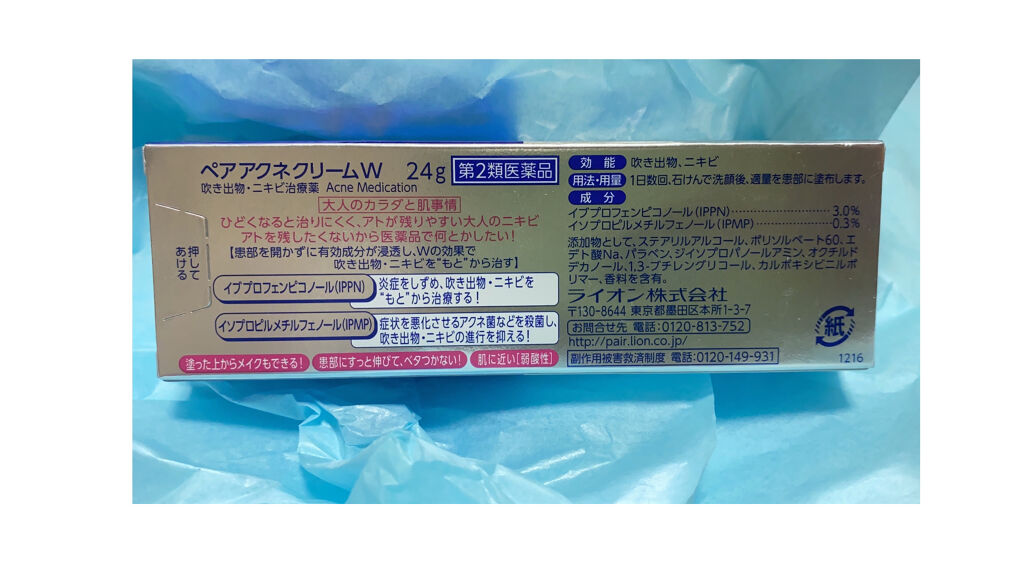 ペアアクネクリームW 24g 第2類医薬品
吹き出物・ニキビ治療薬 Acne Medication
大人のカラダと肌事情
ひどくなると治りにくく、アトが残りやすい大人のニキビ
アトを残したくないから医薬品で何とかしたい!
【患部を開かずに有効成分が浸透し、Wの効果で
吹き出物・ニキビを“もと”から治す】
押して
あける
イブプロフェンピコノール(IPPN)
炎症をしずめ、吹き出物・ニキビを
“もと”から治療する!
イソプロピルメチルフェノール(IPMP)
症状を悪化させるアクネ菌などを殺菌し、
吹き出物・ニキビの進行を抑える!
塗った上からメイクもできる! 患部にすっと伸びて、ベタつかない! 肌に近い[弱酸性]
効能 吹き出物、ニキビ
用法・用量 1日数回、石けんで洗顔後、適量を患部に塗布します。
成分
イブプロフェンピコノール(IPPN)……………………3.0%
イソプロピルメチルフェノール(IPMP)…………………0.3%
添加物として、ステアリルアルコール、ポリソルベート60、エ
デト酸Na、パラベン、ジイソプロパノールアミン、オクチルド
デカノール、1,3-ブチレングリコール、カルボキシビニルポ
リマー、香料を含有。
ライオン株式会社
〒130-8644 東京都墨田区本所1-3-7
お問合せ先 電話:0120-813-752
http://pair.lion.co.jp/
副作用被害救済制度 電話:0120-149-931
紙
1216